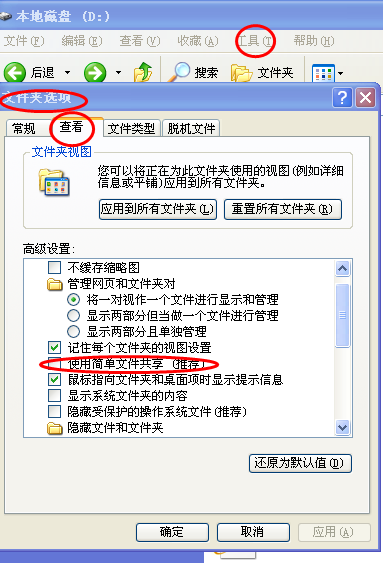 本地磁盘 (D:)
文件(F) 编辑(E) 查看(V) 收藏(A) 工具(T) 帮助(H)
后退 搜索 文件夹
文件夹选项
常规 查看 文件类型 脱机文件
文件夹视图
您可以将正在为此文件夹使用的视图(例如详细
信息或平铺)应用到所有文件夹。
应用到所有文件夹(L) 重置所有文件夹(R)
高级设置:
不缓存缩略图
管理网页和文件夹对
将一对视作一个文件进行显示和管理
显示两部分但当做一个文件进行管理
显示两部分且单独管理
记住每个文件夹的视图设置
使用简单文件共享 (推荐)
鼠标指向文件夹和桌面项时显示提示信息
显示系统文件夹的内容
隐藏受保护的操作系统文件(推荐)
隐藏文件和文件夹
还原为默认值(D)
确定 取消 应用(A)